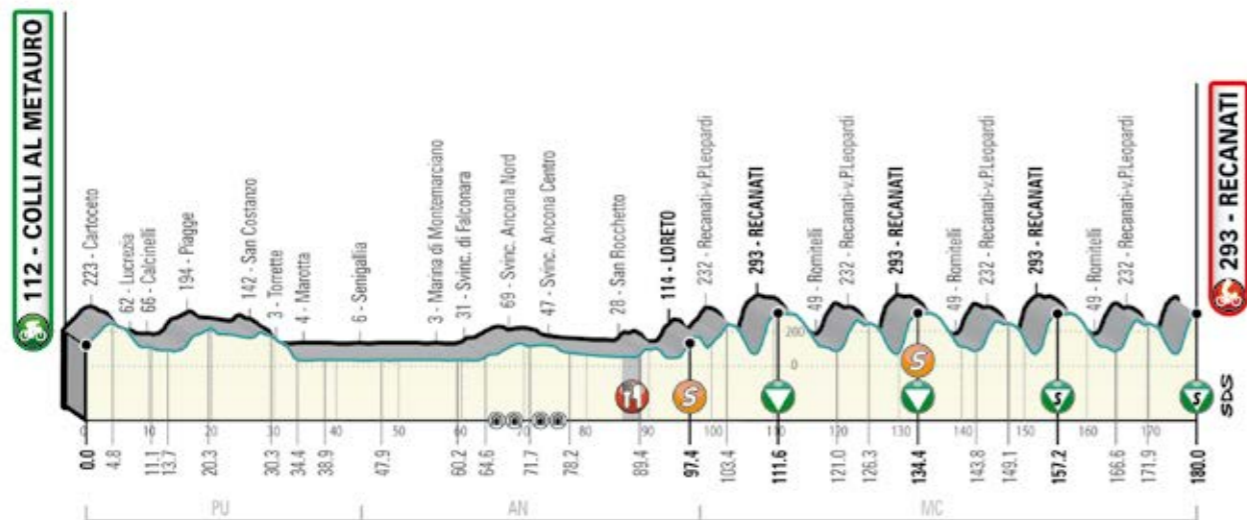 112 - COLLI AL METAURO
223 - Cartoceto
62 - Lucrezia
66 - Calcinelli
194 - Piagge
142 - San Costanzo
3 - Torrette
4 - Marotta
6 - Senigallia
3 - Marina di Montemarciano
31 - Svinc. di Falconara
69 - Svinc. Ancona Nord
47 - Svinc. Ancona Centro
28 - San Rocchetto
114 - LORETO
232 - Recanati-v.P.Leopardi
293 - RECANATI
49 - Romitelli
232 - Recanati-v.P.Leopardi
293 - RECANATI
49 - Romitelli
232 - Recanati-v.P.Leopardi
293 - RECANATI
49 - Romitelli
232 - Recanati-v.P.Leopardi
293 - RECANATI
200
0
S
S
S
S
SDS
0 10 20 30 40 50 60 70 80 90 100 110 120 130 140 150 160 170
0.0 4.8 11.1 13.7 20.3 30.3 34.4 38.9 47.9 60.2 64.6 71.7 78.2 89.4 97.4 103.4 111.6 121.0 126.3 134.4 143.8 149.1 157.2 166.6 171.9 180.0
PU AN MC